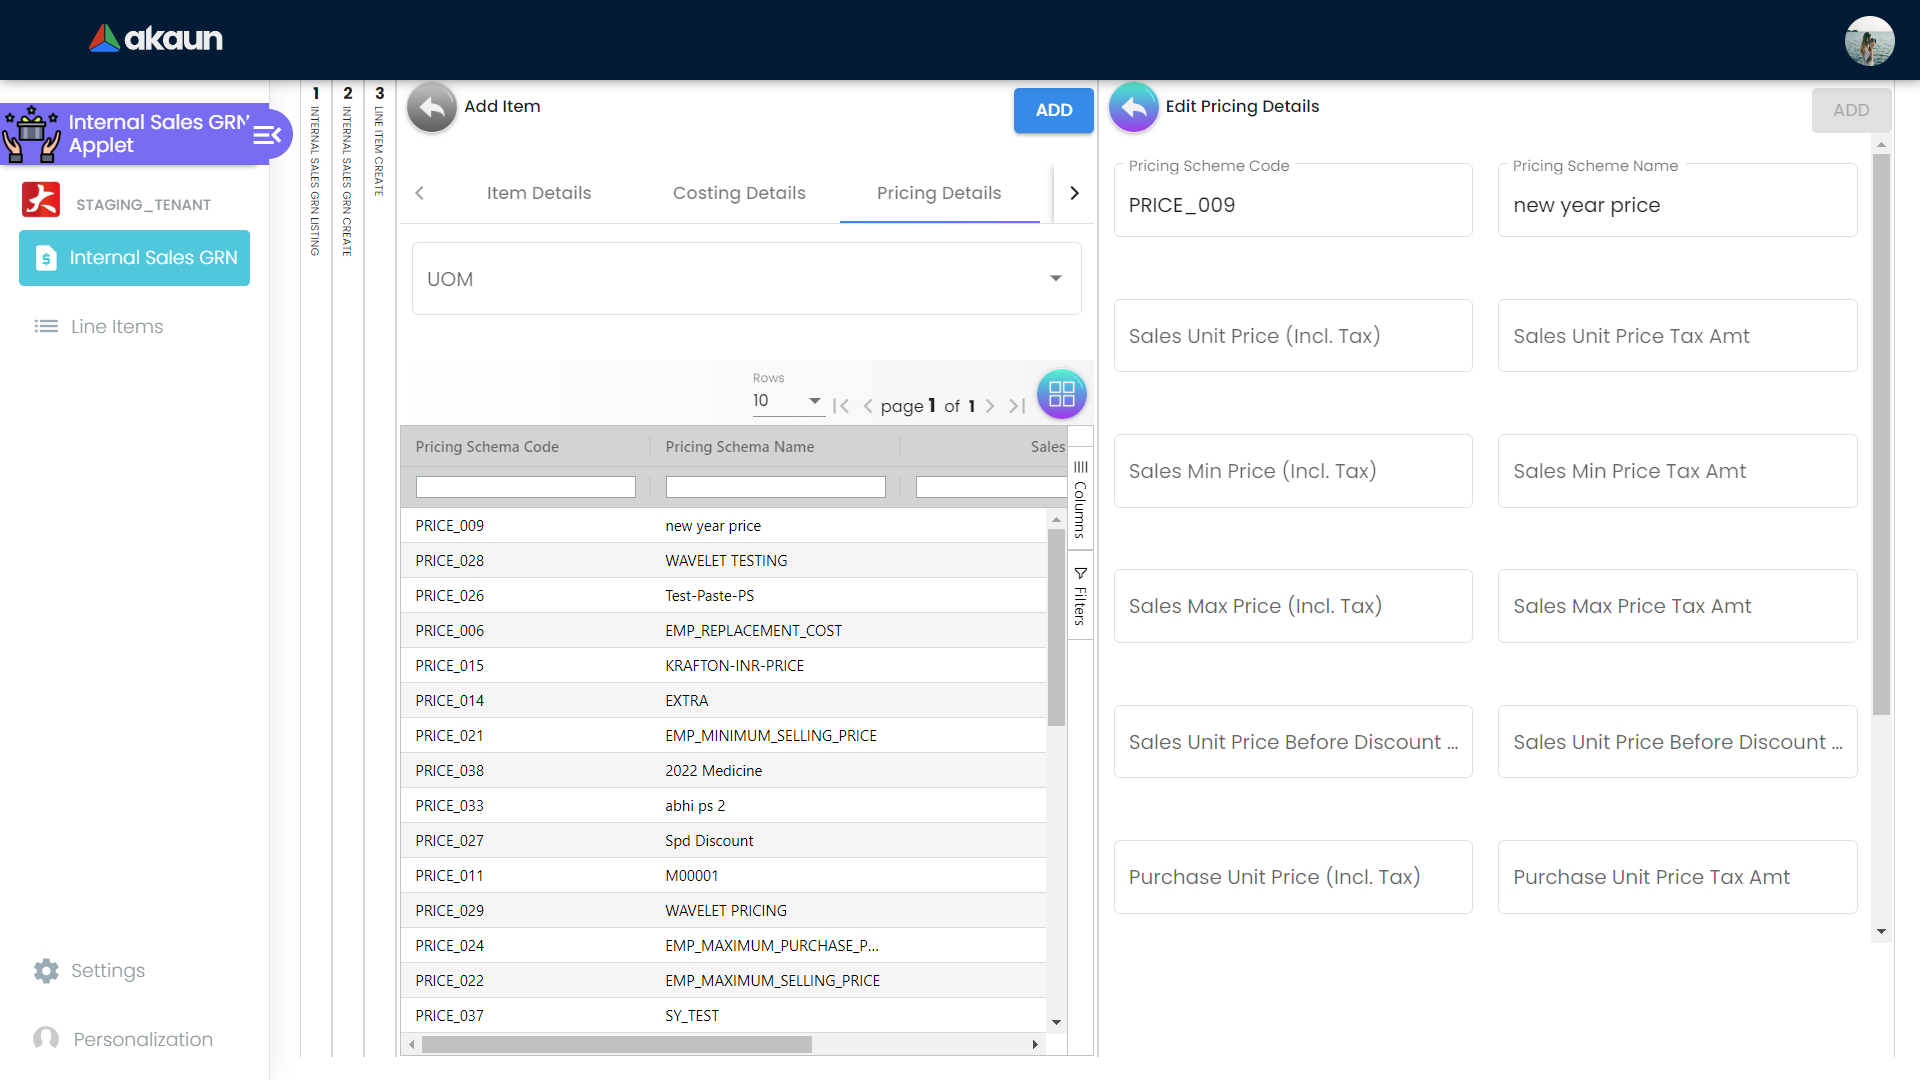 akaun
Internal Sales GRN
Applet
STAGING_TENANT
Internal Sales GRN
Line Items
Settings
Personalization
1 INTERNAL SALES GRN LISTING
2 INTERNAL SALES GRN CREATE
3 LINE ITEM CREATE
Add Item
ADD
Item Details
Costing Details
Pricing Details
UOM
Rows
10
page 1 of 1
Pricing Schema Code
Pricing Schema Name
Sales
PRICE_009 new year price
PRICE_028 WAVELET TESTING
PRICE_026 Test-Paste-PS
PRICE_006 EMP_REPLACEMENT_COST
PRICE_015 KRAFTON-INR-PRICE
PRICE_014 EXTRA
PRICE_021 EMP_MINIMUM_SELLING_PRICE
PRICE_038 2022 Medicine
PRICE_033 abhi ps 2
PRICE_027 Spd Discount
PRICE_011 M00001
PRICE_029 WAVELET PRICING
PRICE_024 EMP_MAXIMUM_PURCHASE_P...
PRICE_022 EMP_MAXIMUM_SELLING_PRICE
PRICE_037 SY_TEST
Columns
Filters
Edit Pricing Details
ADD
Pricing Scheme Code
PRICE_009
Pricing Scheme Name
new year price
Sales Unit Price (Incl. Tax)
Sales Unit Price Tax Amt
Sales Min Price (Incl. Tax)
Sales Min Price Tax Amt
Sales Max Price (Incl. Tax)
Sales Max Price Tax Amt
Sales Unit Price Before Discount ...
Sales Unit Price Before Discount ...
Purchase Unit Price (Incl. Tax)
Purchase Unit Price Tax Amt